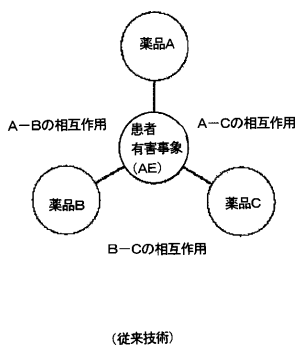 薬品A
A－Bの相互作用
A－Cの相互作用
患者
有害事象
(AE)
薬品B
薬品C
B－Cの相互作用
(従来技術)